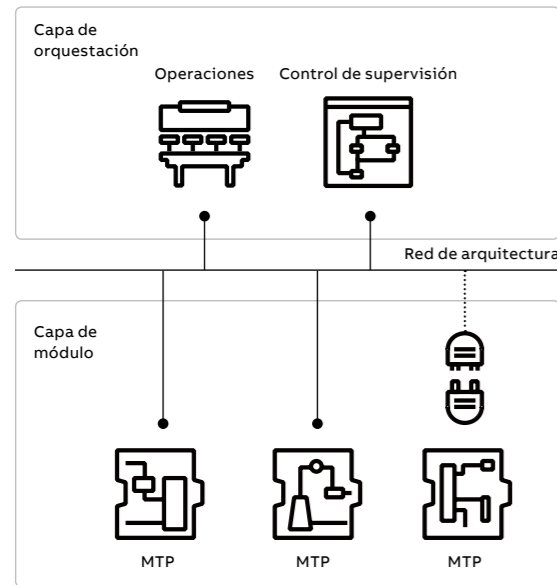 Capa de
orquestación
Operaciones
Control de supervisión
Red de arquitectura
Capa de
módulo
MTP
MTP
MTP